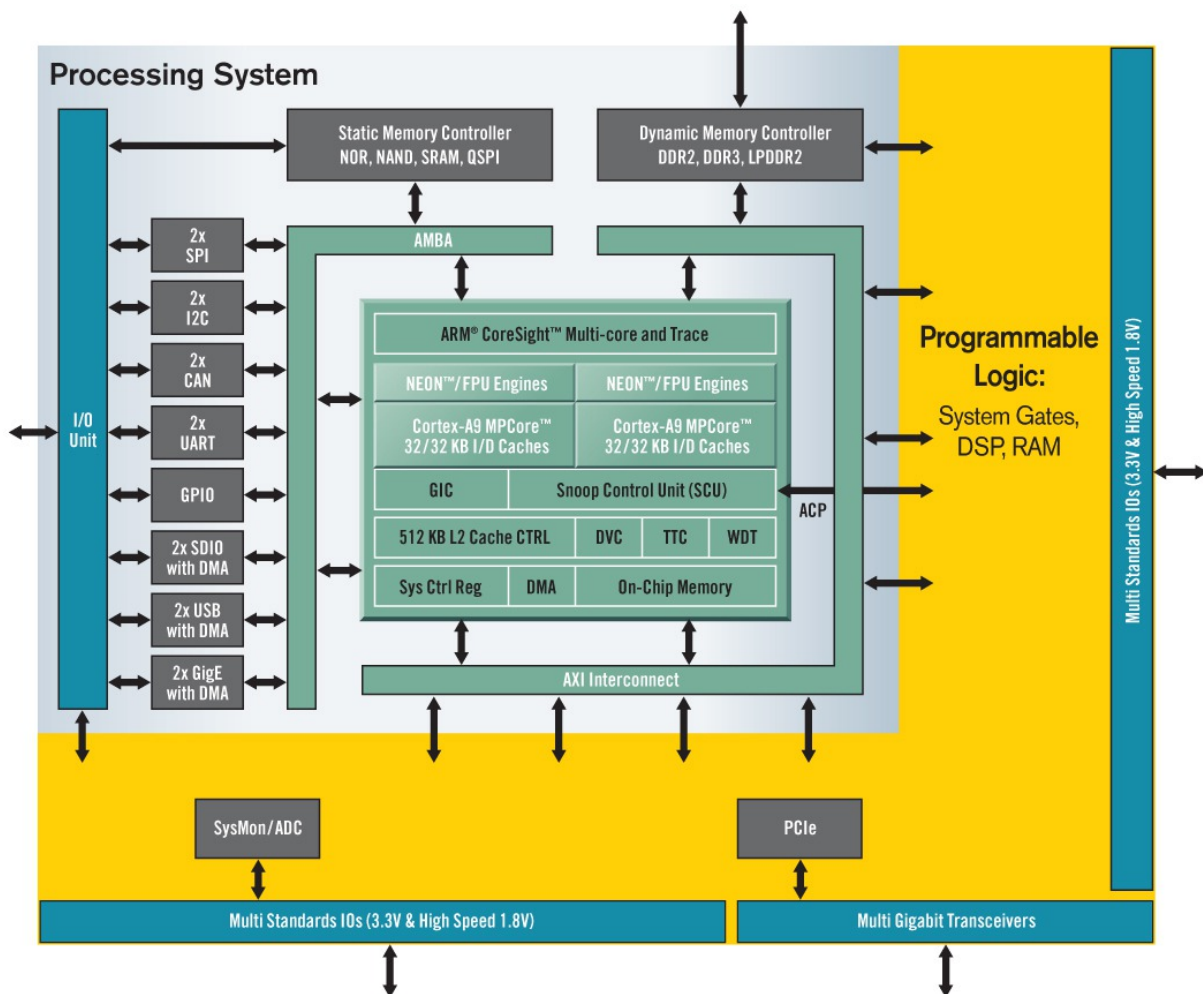 Processing System
Static Memory Controller
NOR, NAND, SRAM, QSPI
Dynamic Memory Controller
DDR2, DDR3, LPDDR2
AMBA
2x
SPI
2x
I2C
2x
CAN
I/O
Unit
2x
UART
GPIO
2x SDIO
with DMA
2x USB
with DMA
2x GigE
with DMA
ARM® CoreSight™ Multi-core and Trace
NEON™/FPU Engines
NEON™/FPU Engines
Cortex-A9 MPCore™
32/32 KB I/D Caches
Cortex-A9 MPCore™
32/32 KB I/D Caches
GIC
Snoop Control Unit (SCU)
ACP
512 KB L2 Cache CTRL
DVC
TTC
WDT
Sys Ctrl Reg
DMA
On-Chip Memory
AXI Interconnect
Programmable
Logic:
System Gates,
DSP, RAM
Multi Standards IOs (3.3V & High Speed 1.8V)
SysMon/ADC
PCIe
Multi Standards IOs (3.3V & High Speed 1.8V)
Multi Gigabit Transceivers